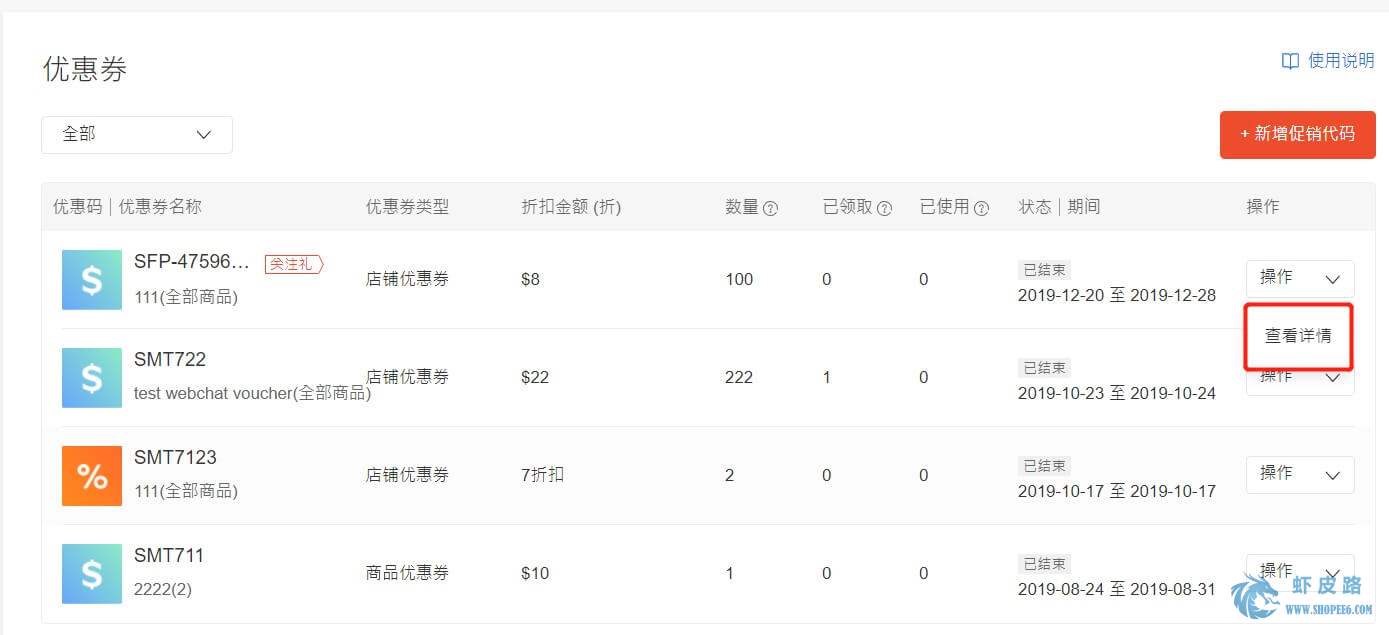 优惠券
使用说明
全部
+ 新增促销代码
优惠码 | 优惠券名称 优惠券类型 折扣金额 (折) 数量 已领取 已使用 状态 | 期间 操作
SFP-47596... 关注礼
111(全部商品)
店铺优惠券 $8 100 0 0
已结束
2019-12-20 至 2019-12-28
操作
查看详情
SMT722
test webchat voucher(全部商品)
店铺优惠券 $22 222 1 0
已结束
2019-10-23 至 2019-10-24
操作
SMT7123
111(全部商品)
店铺优惠券 7折扣 2 0 0
已结束
2019-10-17 至 2019-10-17
操作
SMT711
2222(2)
商品优惠券 $10 1 0 0
已结束
2019-08-24 至 2019-08-31
操作
虾皮路
WWW.SHOPEE6.COM